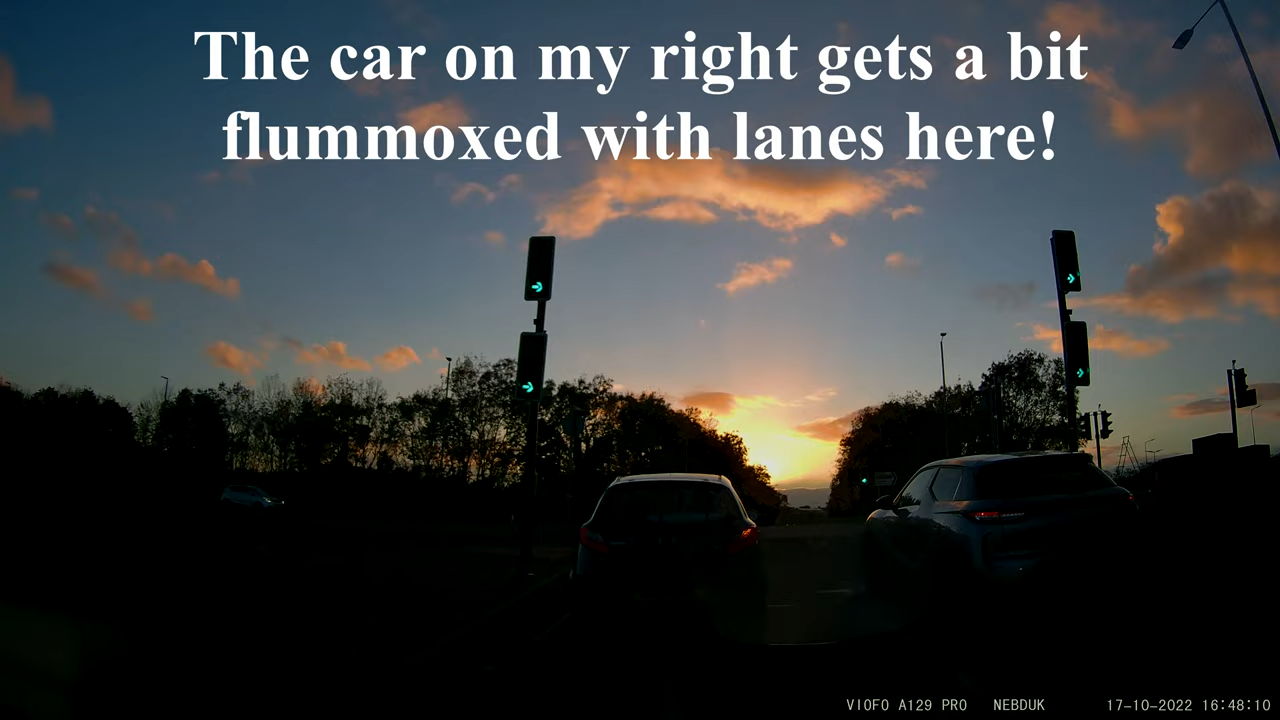 The car on my right gets a bit
flummoxed with lanes here!
VIOFO A129 PRO NEBDUK 17-10-2022 16:48:10